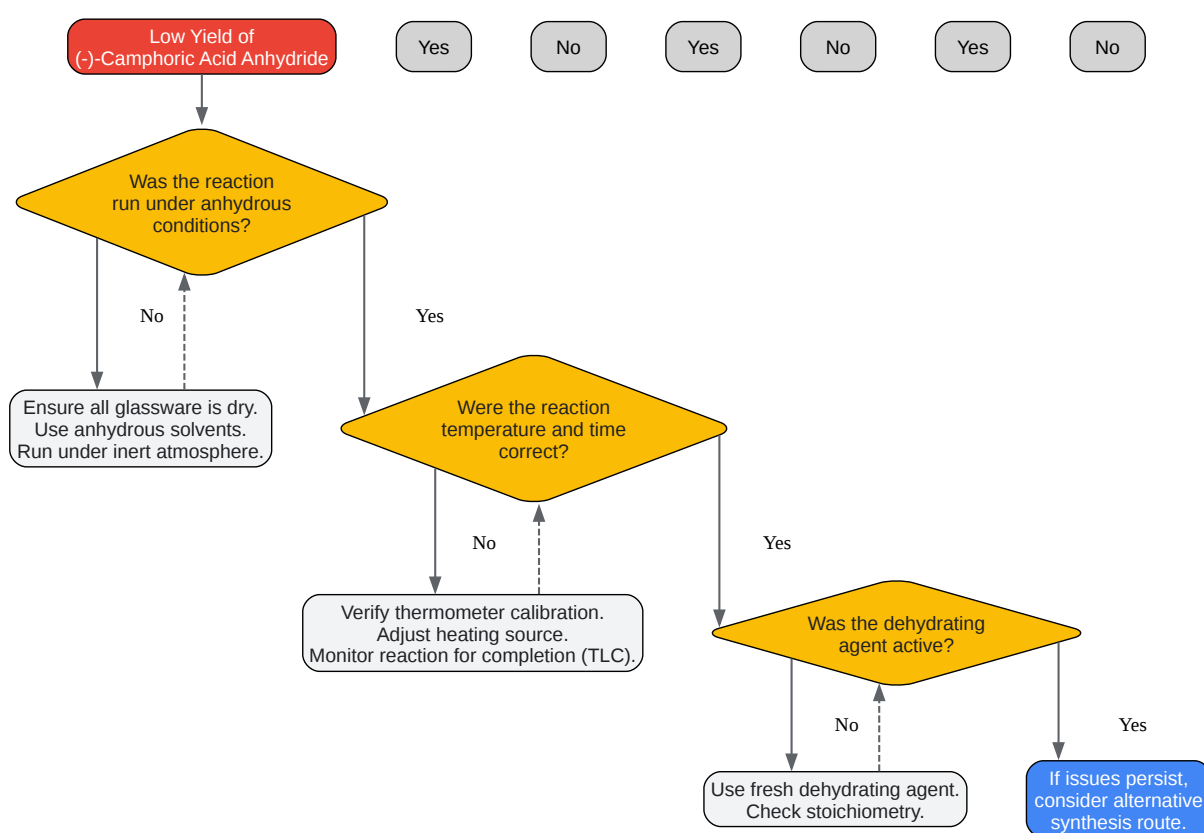 Low Yield of
(-)-Camphoric Acid Anhydride
Yes
No
Yes
No
Yes
No
Was the reaction
run under anhydrous
conditions?
No
Yes
Ensure all glassware is dry.
Use anhydrous solvents.
Run under inert atmosphere.
Were the reaction
temperature and time
correct?
No
Yes
Verify thermometer calibration.
Adjust heating source.
Monitor reaction for completion (TLC).
Was the dehydrating
agent active?
No
Yes
Use fresh dehydrating agent.
Check stoichiometry.
If issues persist,
consider alternative
synthesis route.